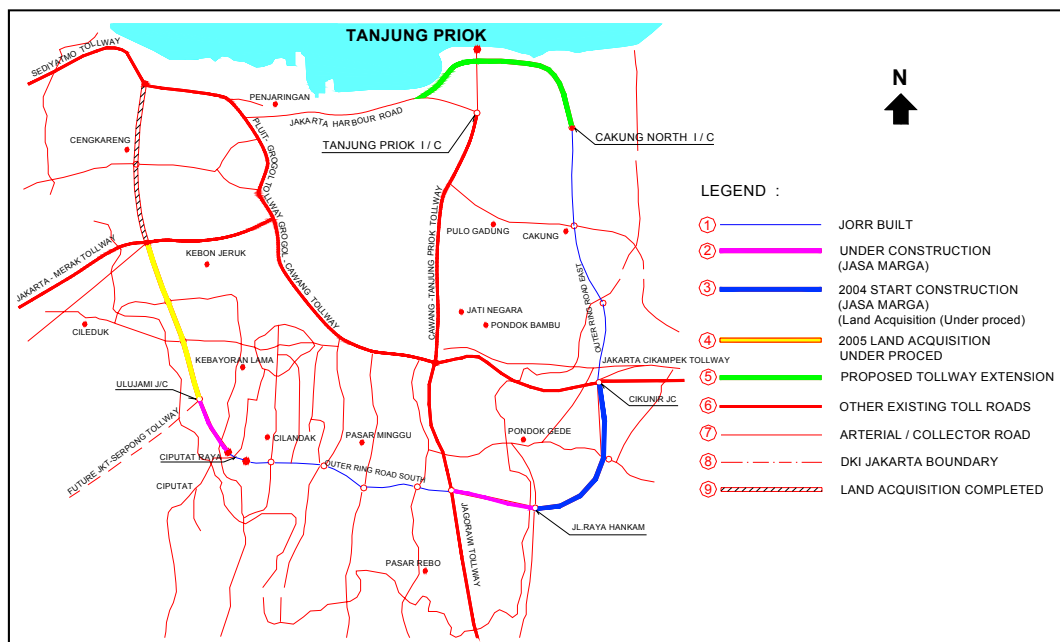 TANJUNG PRIOK
SEDIYATMO TOLLWAY
PENJARINGAN
JAKARTA HARBOUR ROAD
N
CENGKARENG
PLUIT- GROGOL TOLLWAY
TANJUNG PRIOK I / C
CAKUNG NORTH I / C
GROGOL - CAWANG TOLLWAY
CAWANG -TANJUNG PRIOK TOLLWAY
PULO GADUNG
CAKUNG
KEBON JERUK
JAKARTA - MERAK TOLLWAY
OUTER RING ROAD EAST
JATI NEGARA
PONDOK BAMBU
CILEDUK
KEBAYORAN LAMA
JAKARTA CIKAMPEK TOLLWAY
ULUJAMI J/C
CIKUNIR JC
FUTURE JKT-SERPONG TOLLWAY
CILANDAK
PASAR MINGGU
PONDOK GEDE
CIPUTAT RAYA
OUTER RING ROAD SOUTH
CIPUTAT
JAGORAWI TOLLWAY
JL.RAYA HANKAM
PASAR REBO
LEGEND :
1 JORR BUILT
2 UNDER CONSTRUCTION
(JASA MARGA)
3 2004 START CONSTRUCTION
(JASA MARGA)
(Land Acquisition (Under proced)
4 2005 LAND ACQUISITION
UNDER PROCED
5 PROPOSED TOLLWAY EXTENSION
6 OTHER EXISTING TOLL ROADS
7 ARTERIAL / COLLECTOR ROAD
8 DKI JAKARTA BOUNDARY
9 LAND ACQUISITION COMPLETED